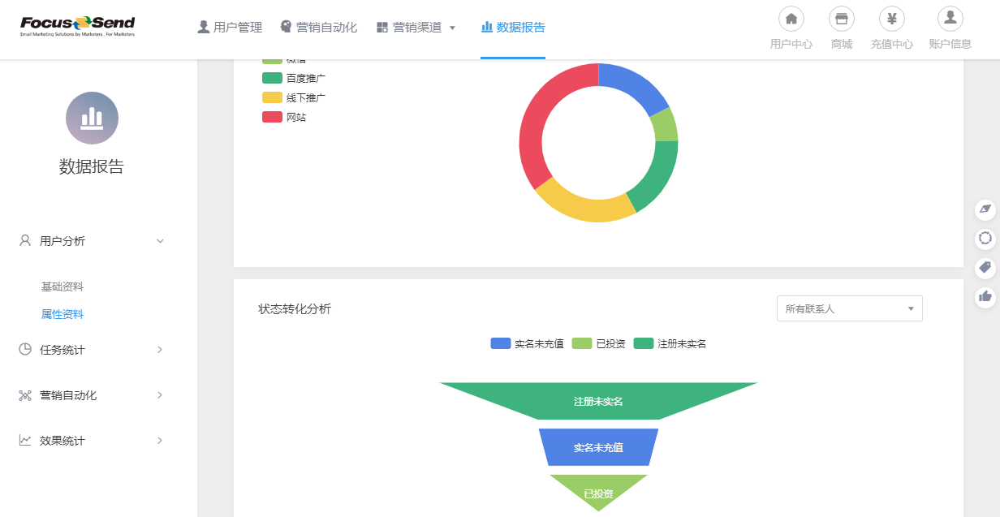 Focus Send
Email Marketing Solutions by Marketers , For Marketers
用户管理
营销自动化
营销渠道
数据报告
用户中心
商城
充值中心
账户信息
数据报告
用户分析
基础资料
属性资料
任务统计
营销自动化
效果统计
微信
百度推广
线下推广
网站
状态转化分析
所有联系人
实名未充值
已投资
注册未实名
注册未实名
实名未充值
已投资